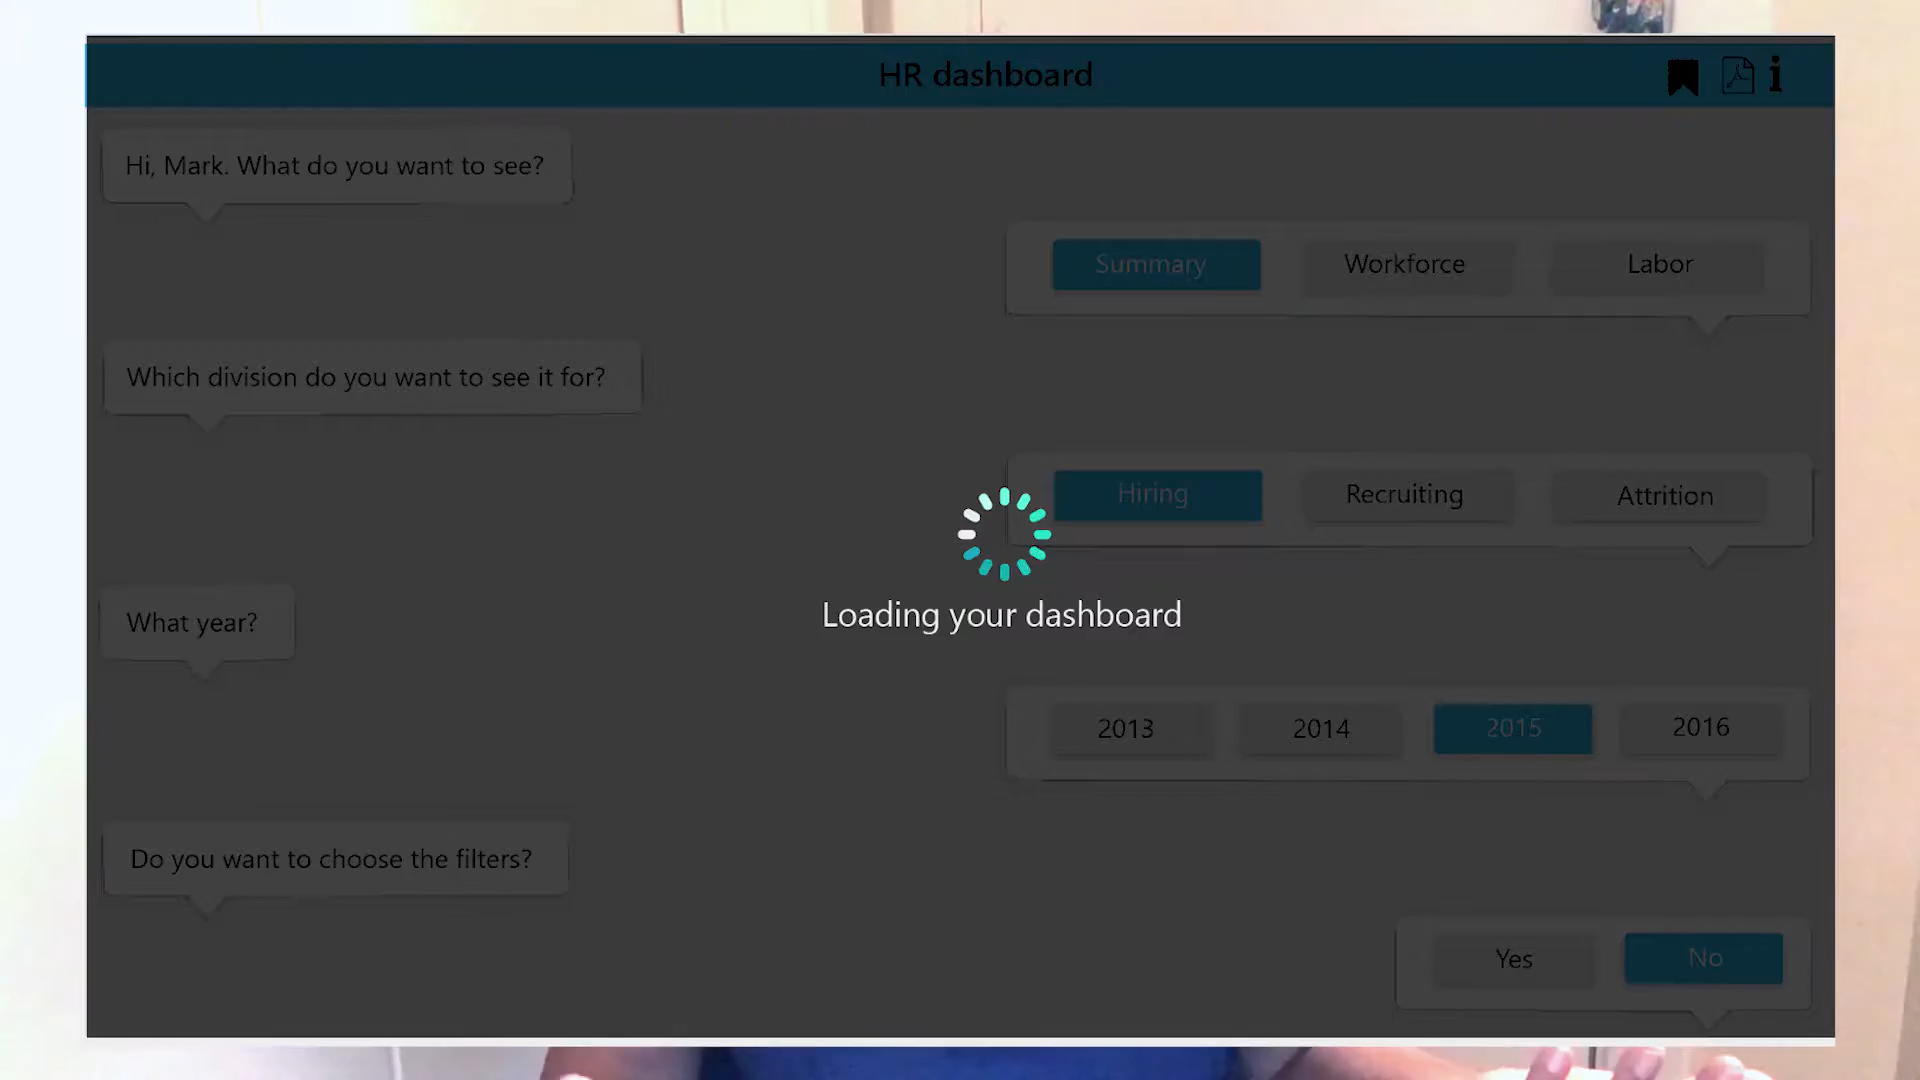 HR dashboard
Hi, Mark. What do you want to see?
Summary
Workforce
Labor
Which division do you want to see it for?
Hiring
Recruiting
Attrition
Loading your dashboard
What year?
2013
2014
2015
2016
Do you want to choose the filters?
Yes
No